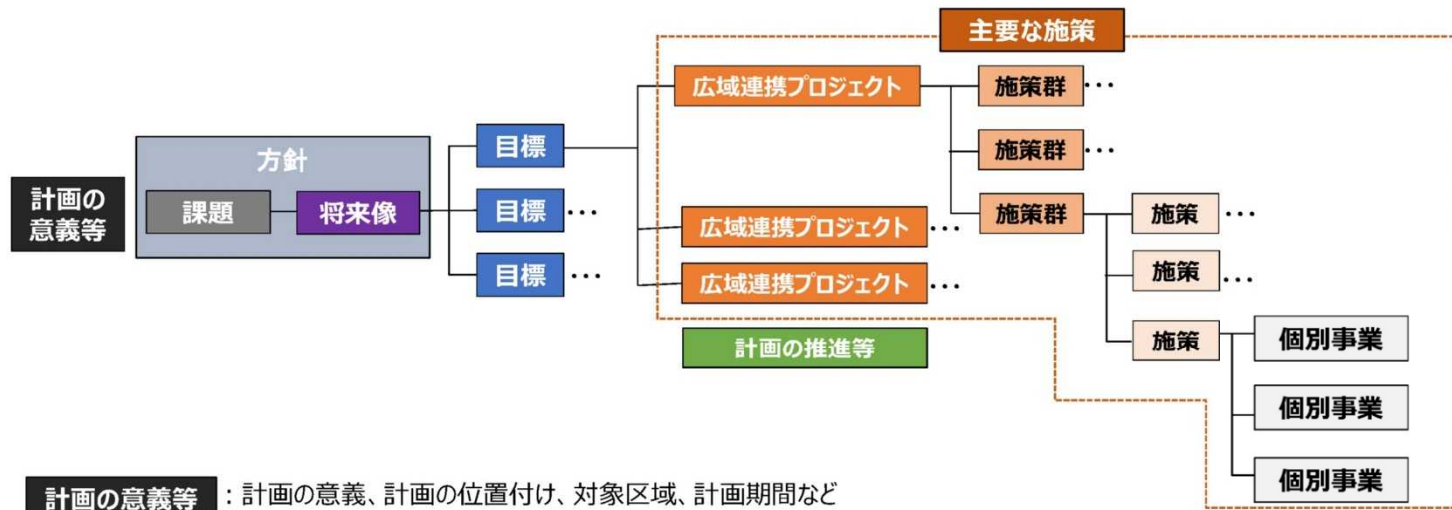 主要な施策
広域連携プロジェクト
施策群…
目標
施策群…
方針
計画の
意義等
課題
将来像
目標…
広域連携プロジェクト…
施策群
施策…
目標…
広域連携プロジェクト…
施策…
計画の推進等
施策
個別事業
個別事業
個別事業
計画の意義等：計画の意義、計画の位置付け、対象区域、計画期間など